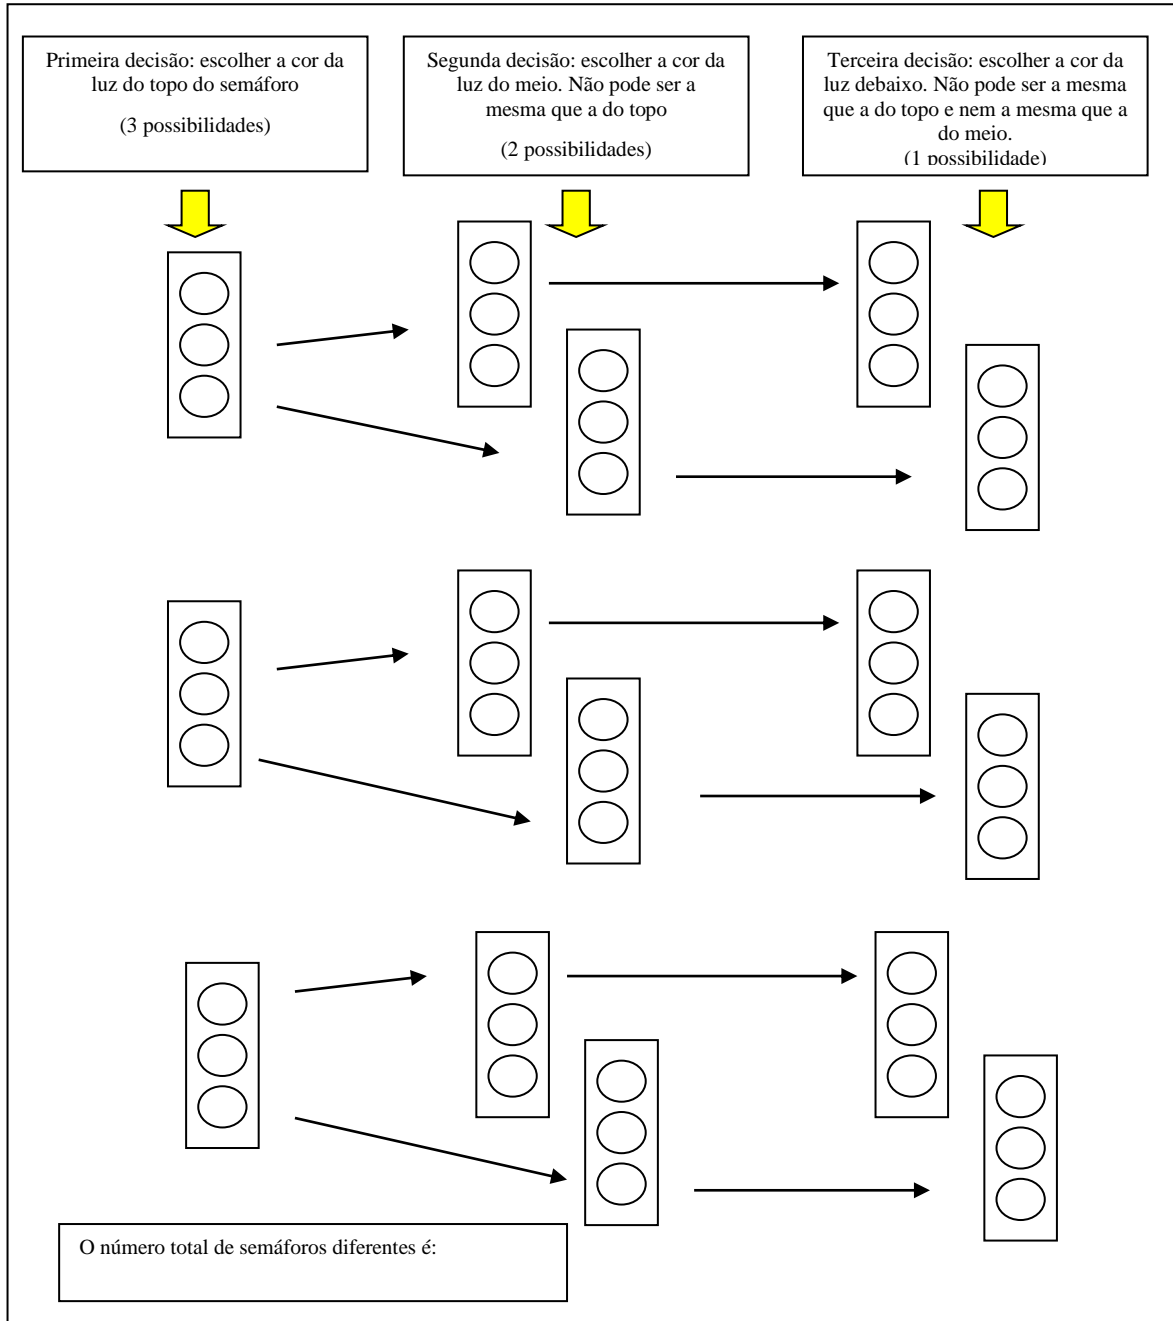 Primeira decisão: escolher a cor da
luz do topo do semáforo
(3 possibilidades)
Segunda decisão: escolher a cor da
luz do meio. Não pode ser a
mesma que a do topo
(2 possibilidades)
Terceira decisão: escolher a cor da
luz debaixo. Não pode ser a mesma
que a do topo e nem a mesma que a
do meio.
(1 possibilidade)
O número total de semáforos diferentes é: